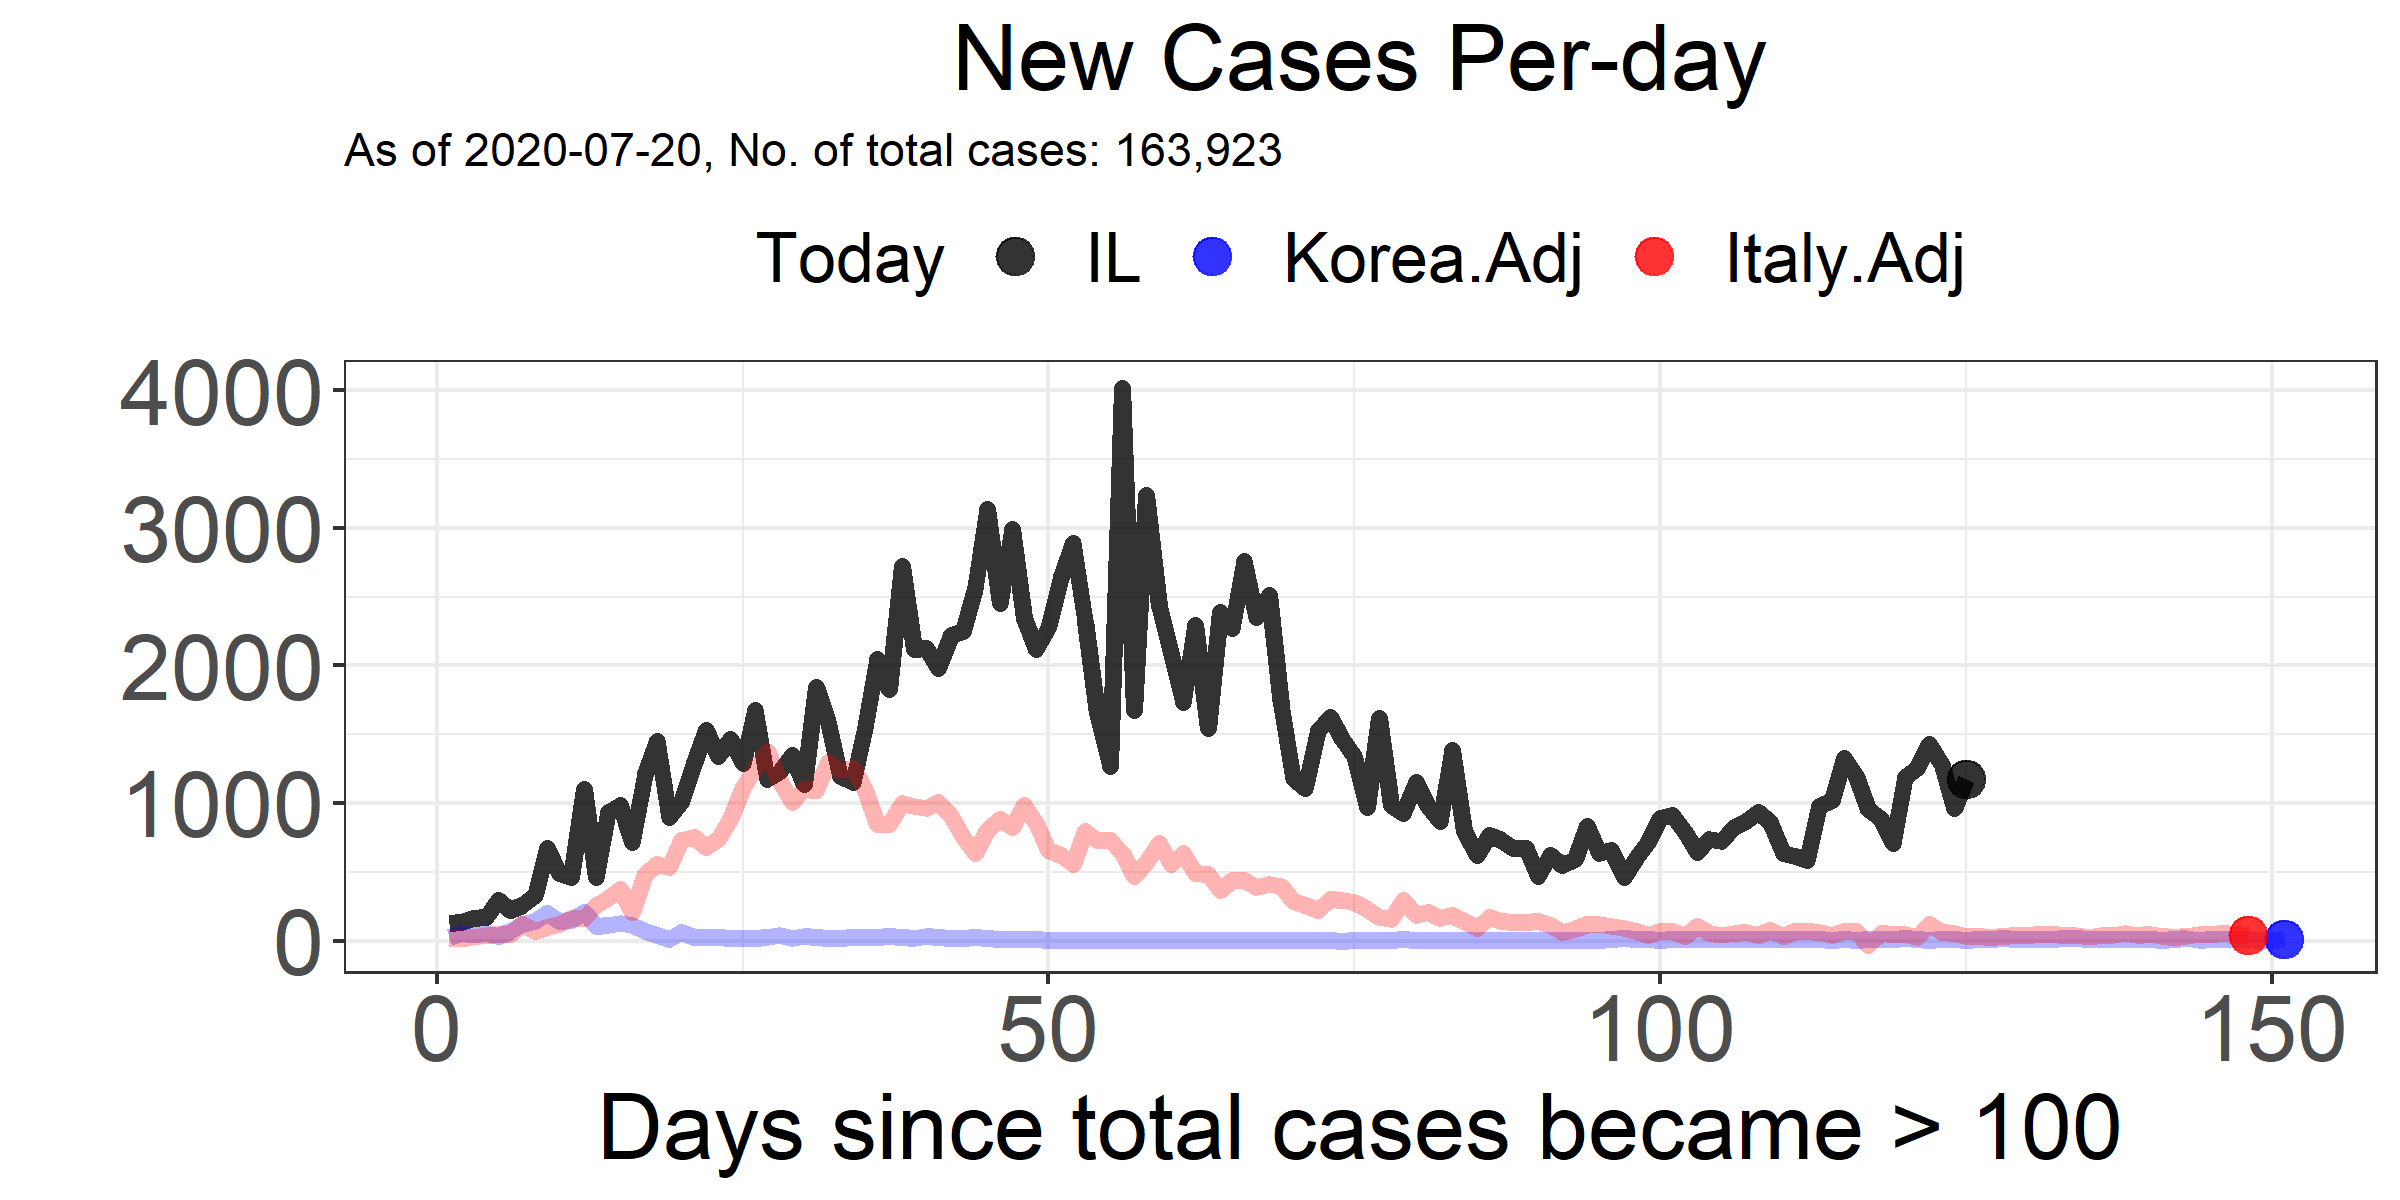 New Cases Per-day
As of 2020-07-20, No. of total cases: 163,923
Today IL Korea.Adj Italy.Adj
4000
3000
2000
1000
0
0 50 100 150
Days since total cases became > 100